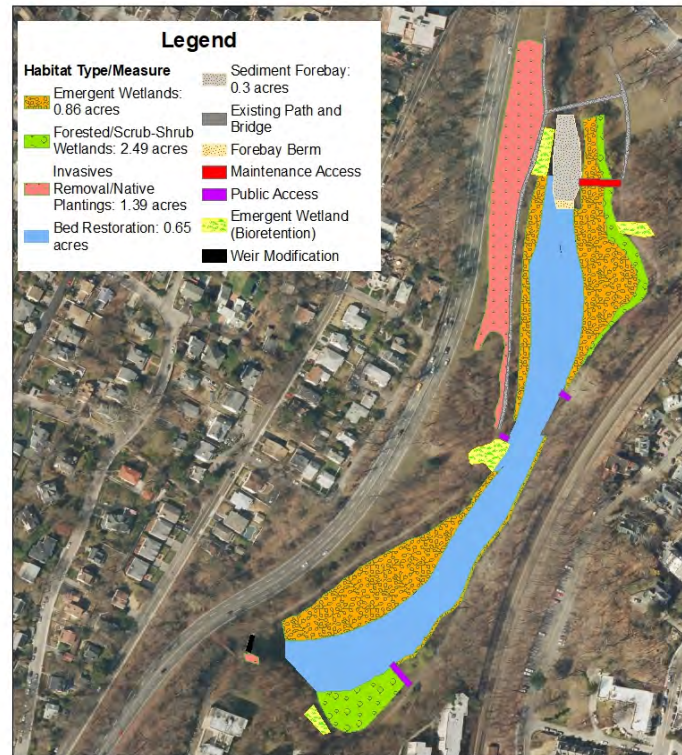 Legend
Habitat Type/Measure
Emergent Wetlands:
0.86 acres
Forested/Scrub-Shrub
Wetlands: 2.49 acres
Invasives
Removal/Native
Plantings: 1.39 acres
Bed Restoration: 0.65
acres
Sediment Forebay:
0.3 acres
Existing Path and
Bridge
Forebay Berm
Maintenance Access
Public Access
Emergent Wetland
(Bioretention)
Weir Modification